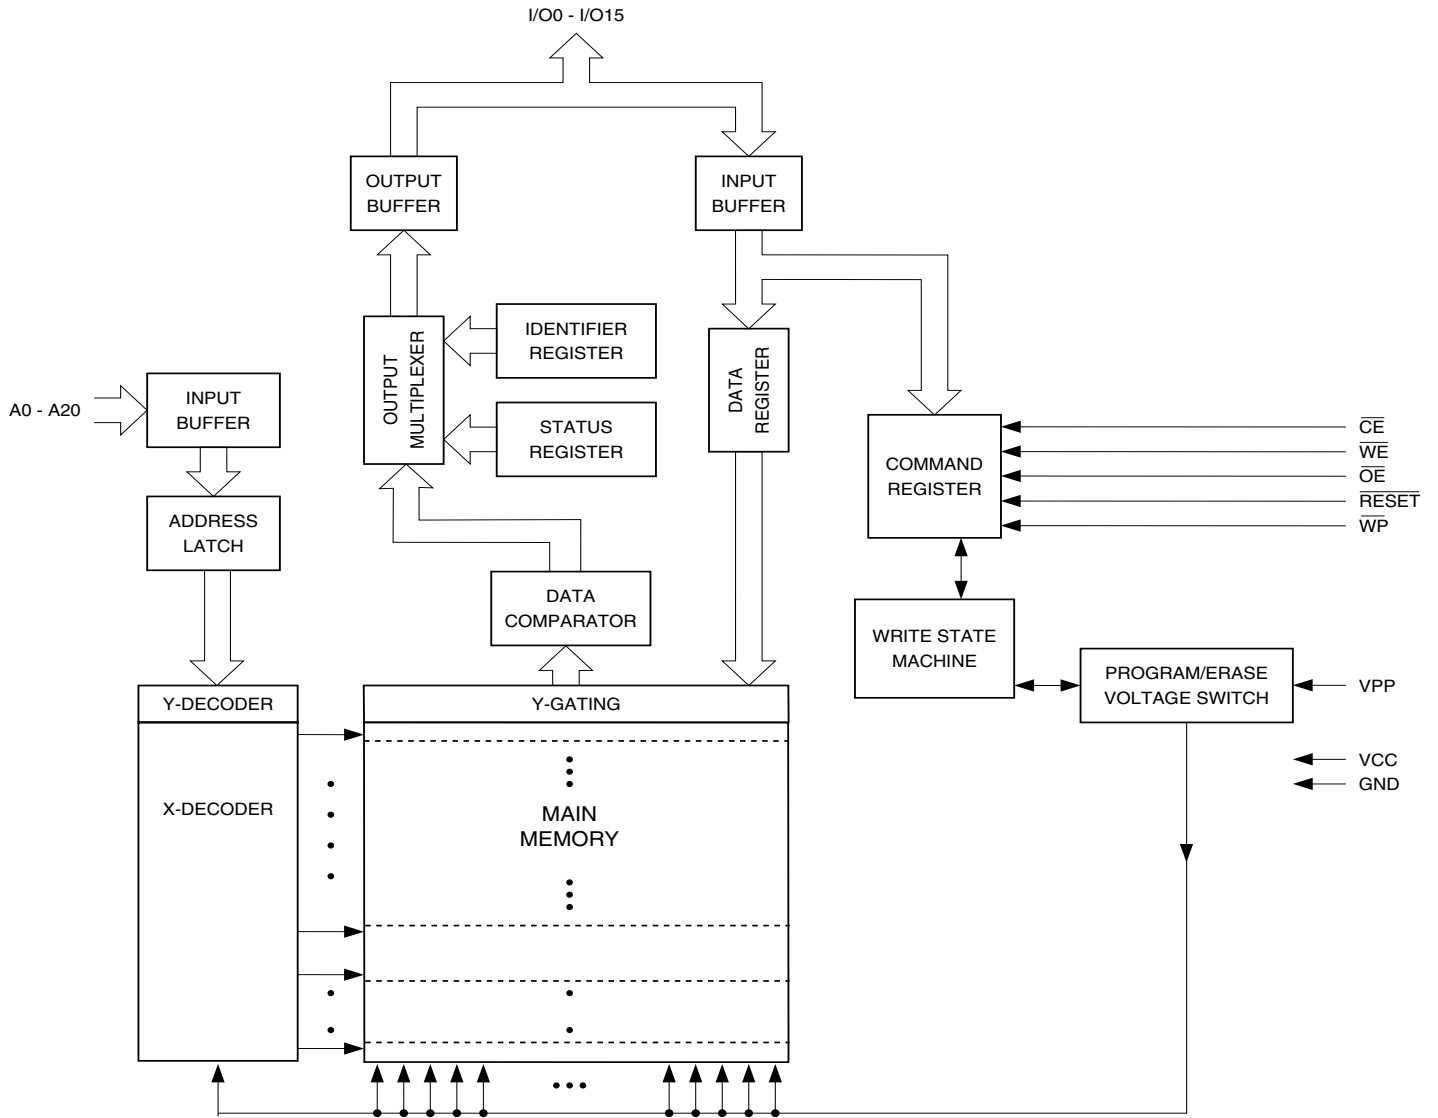 I/O0 - I/O15
OUTPUT
BUFFER
INPUT
BUFFER
IDENTIFIER
REGISTER
OUTPUT
MULTIPLEXER
DATA
REGISTER
A0 - A20
INPUT
BUFFER
STATUS
REGISTER
COMMAND
REGISTER
CE
WE
OE
RESET
WP
ADDRESS
LATCH
DATA
COMPARATOR
WRITE STATE
MACHINE
PROGRAM/ERASE
VOLTAGE SWITCH
VPP
Y-DECODER
Y-GATING
VCC
GND
X-DECODER
MAIN
MEMORY